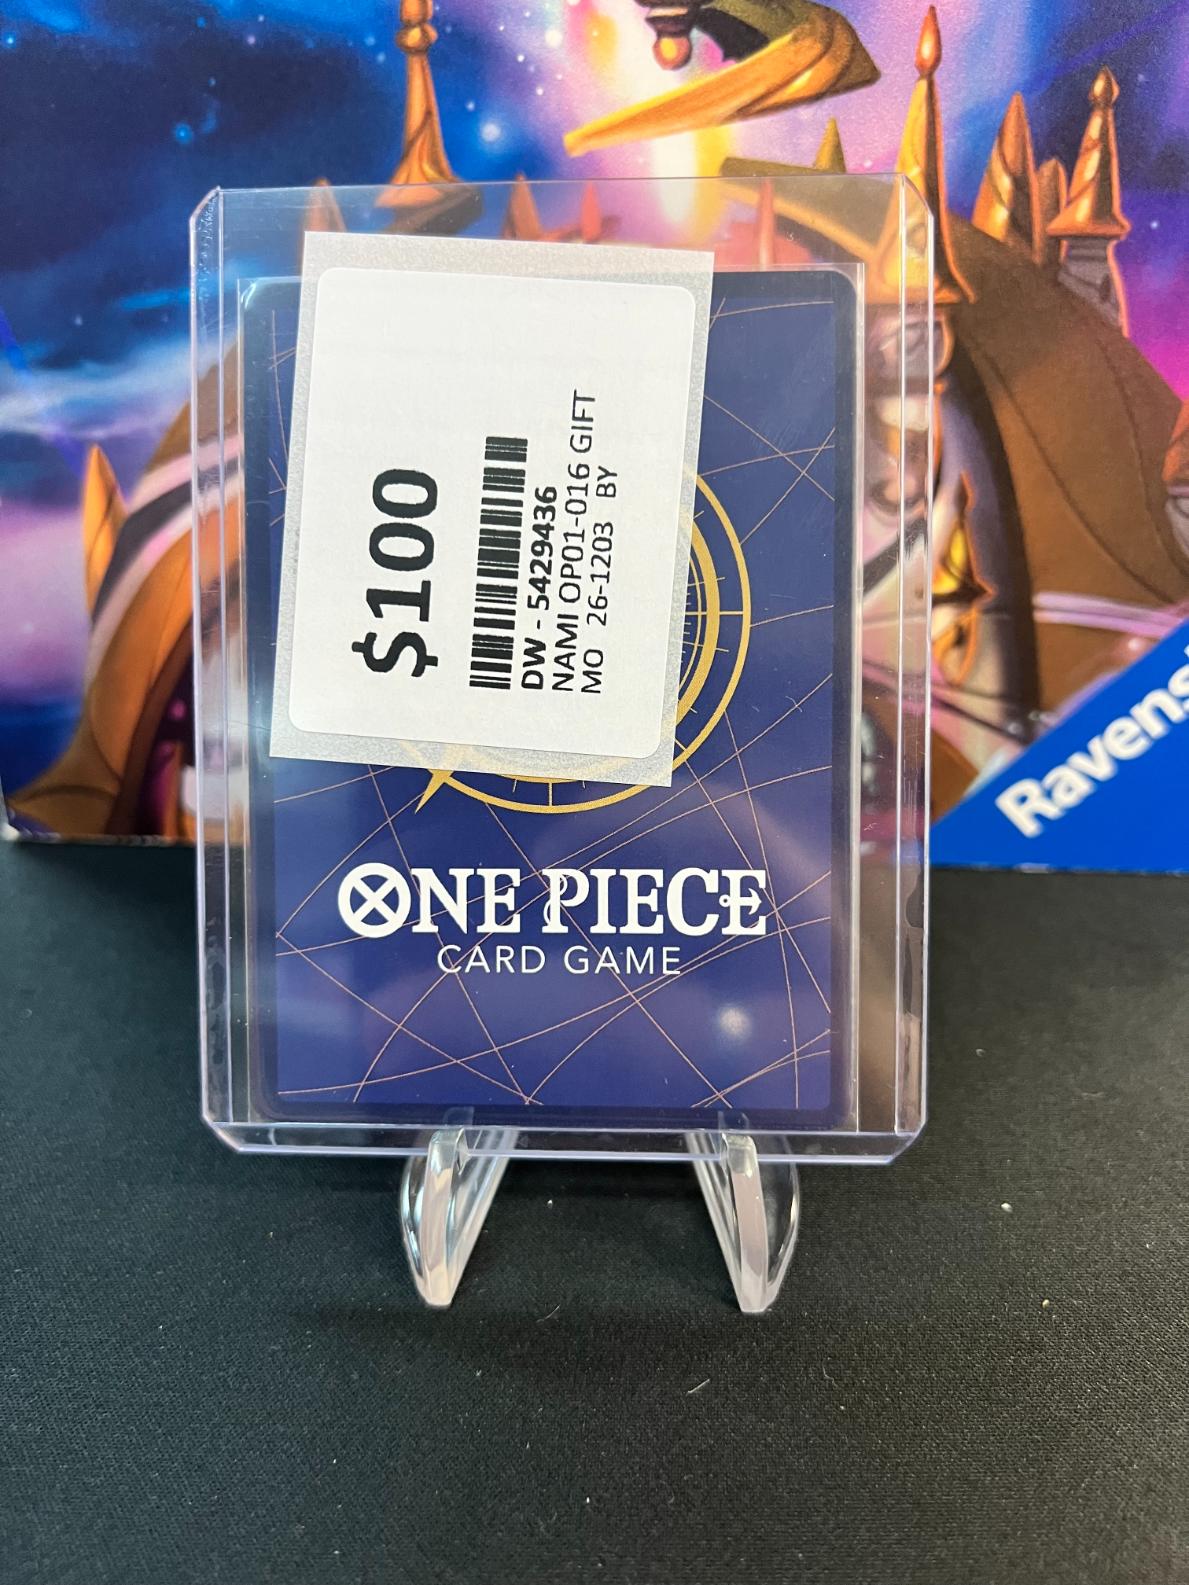 $100
DW - 5429436
NAMI OP01-016 GIFT
MO 26-1203 BY
ONE PIECE
CARD GAME
Ravens